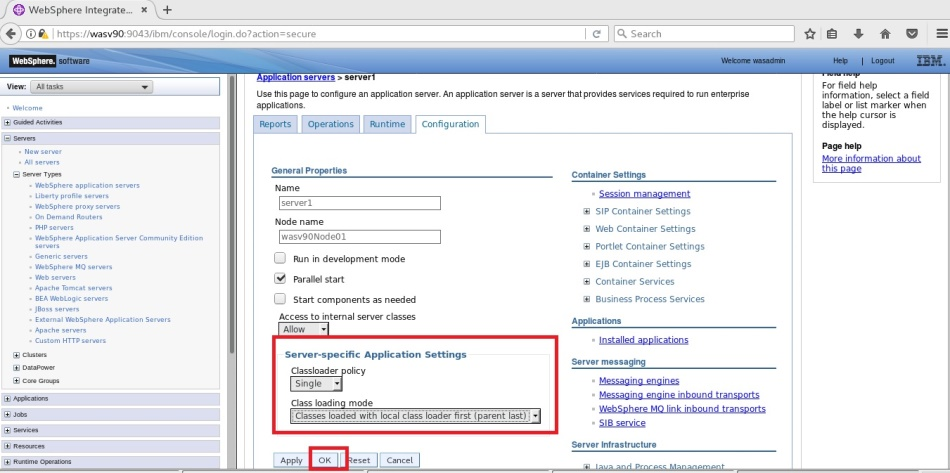 WebSphere Integrate...
https://wasv90:9043/ibm/console/login.do?action=secure
Search
WebSphere. software
Welcome wasadmin
Help | Logout
IBM.
View: All tasks
Welcome
Guided Activities
Servers
New server
All servers
Server Types
WebSphere application servers
Liberty profile servers
WebSphere proxy servers
On Demand Routers
PHP servers
WebSphere Application Server Community Edition
servers
Generic servers
WebSphere MQ servers
Web servers
Apache Tomcat servers
BEA WebLogic servers
JBoss servers
External WebSphere Application Servers
Apache servers
Custom HTTP servers
Clusters
DataPower
Core Groups
Applications
Jobs
Services
Resources
Runtime Operations
Application servers > server1
Use this page to configure an application server. An application server is a server that provides services required to run enterprise
applications.
Reports
Operations
Runtime
Configuration
General Properties
Name
server1
Node name
wasv90Node01
Run in development mode
Parallel start
Start components as needed
Access to internal server classes
Allow
Server-specific Application Settings
Classloader policy
Single
Class loading mode
Classes loaded with local class loader first (parent last)
Apply
OK
Reset
Cancel
Container Settings
Session management
SIP Container Settings
Web Container Settings
Portlet Container Settings
EJB Container Settings
Container Services
Business Process Services
Applications
Installed applications
Server messaging
Messaging engines
Messaging engine inbound transports
WebSphere MQ link inbound transports
SIB service
Server Infrastructure
Java and Process Management
Field help
For field help
information, select a field
label or list marker when
the help cursor is
displayed.
Page help
More information about
this page